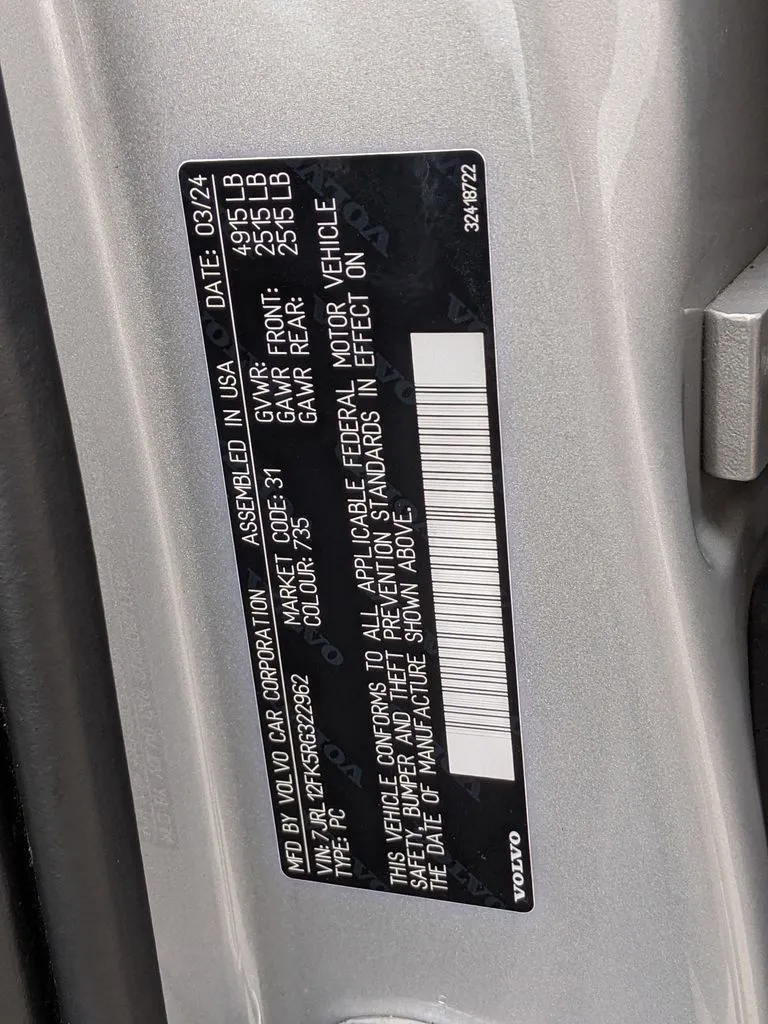 MFD BY VOLVO CAR CORPORATION ASSEMBLED IN USA DATE: 03/24
VIN: 7JRL12FK5RG322962 MARKET CODE: 31 GVWR: 4915 LB
TYPE: PC COLOUR: 735 GAWR FRONT: 2515 LB
GAWR REAR: 2515 LB
THIS VEHICLE CONFORMS TO ALL APPLICABLE FEDERAL MOTOR VEHICLE
SAFETY, BUMPER AND THEFT PREVENTION STANDARDS IN EFFECT ON
THE DATE OF MANUFACTURE SHOWN ABOVE.
VOLVO 32418722